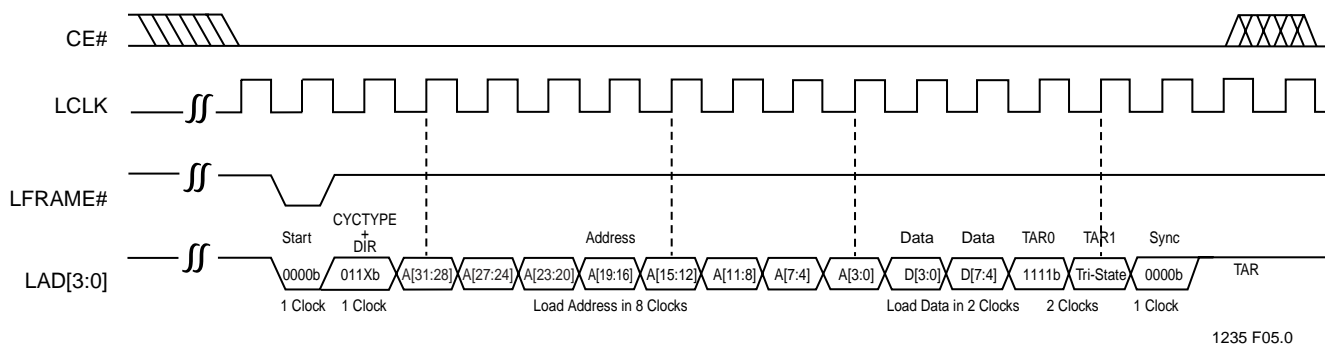 CE#
LCLK
LFRAME#
CYCTYPE
+
DIR
Start
Address
Data Data TAR0 TAR1 Sync
LAD[3:0]
0000b 011Xb A[31:28] A[27:24] A[23:20] A[19:16] A[15:12] A[11:8] A[7:4] A[3:0] D[3:0] D[7:4] 1111b Tri-State 0000b TAR
1 Clock 1 Clock Load Address in 8 Clocks Load Data in 2 Clocks 2 Clocks 1 Clock
1235 F05.0